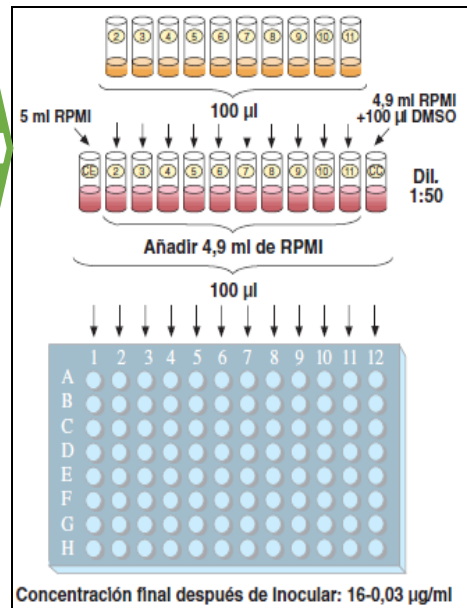 2 3 4 5 6 7 8 9 10 11
100 µl
5 ml RPMI
4,9 ml RPMI
+100 µl DMSO
CE 2 3 4 5 6 7 8 9 10 11 CC
Dil.
1:50
Añadir 4,9 ml de RPMI
100 µl
1 2 3 4 5 6 7 8 9 10 11 12
A
B
C
D
E
F
G
H
Concentración final después de Inocular: 16-0,03 µg/ml